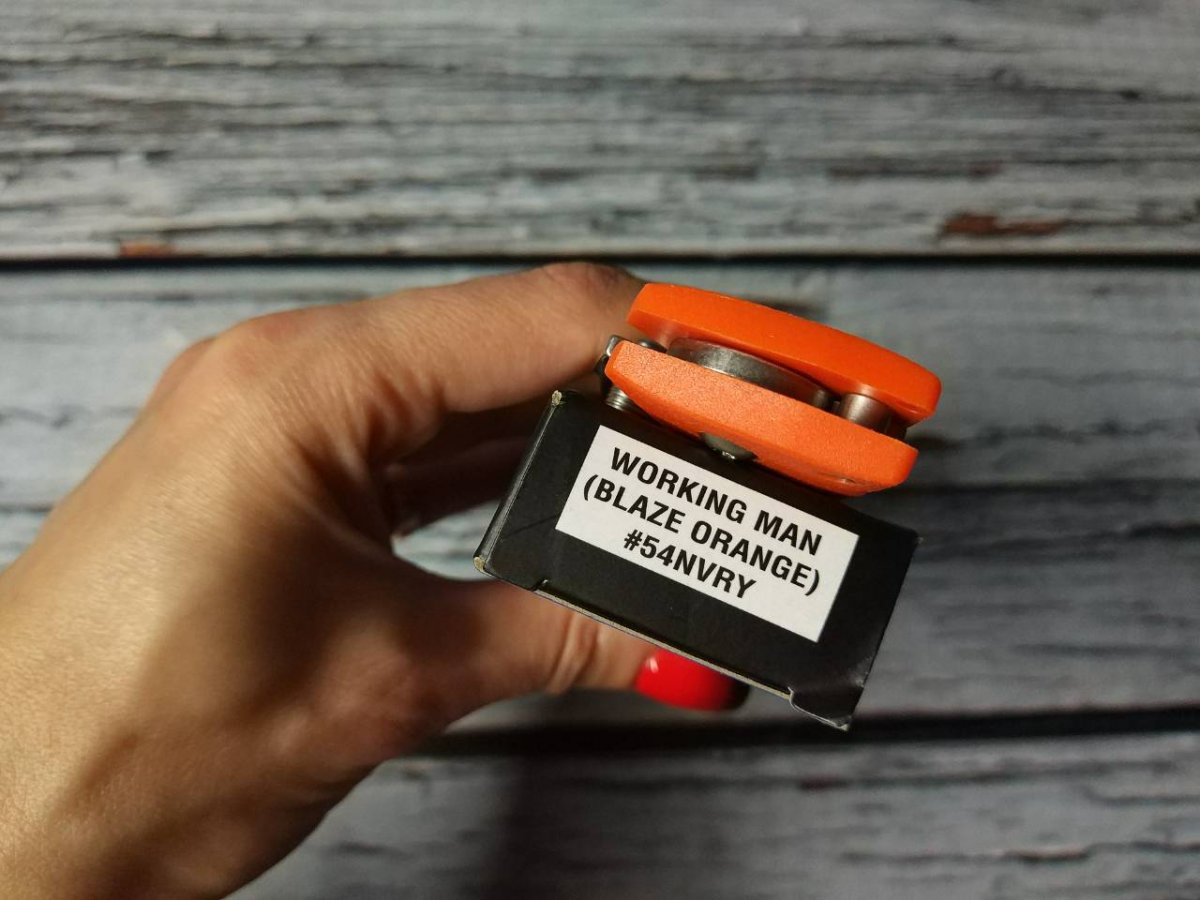 WORKING MAN
(BLAZE ORANGE)
#54NVRY